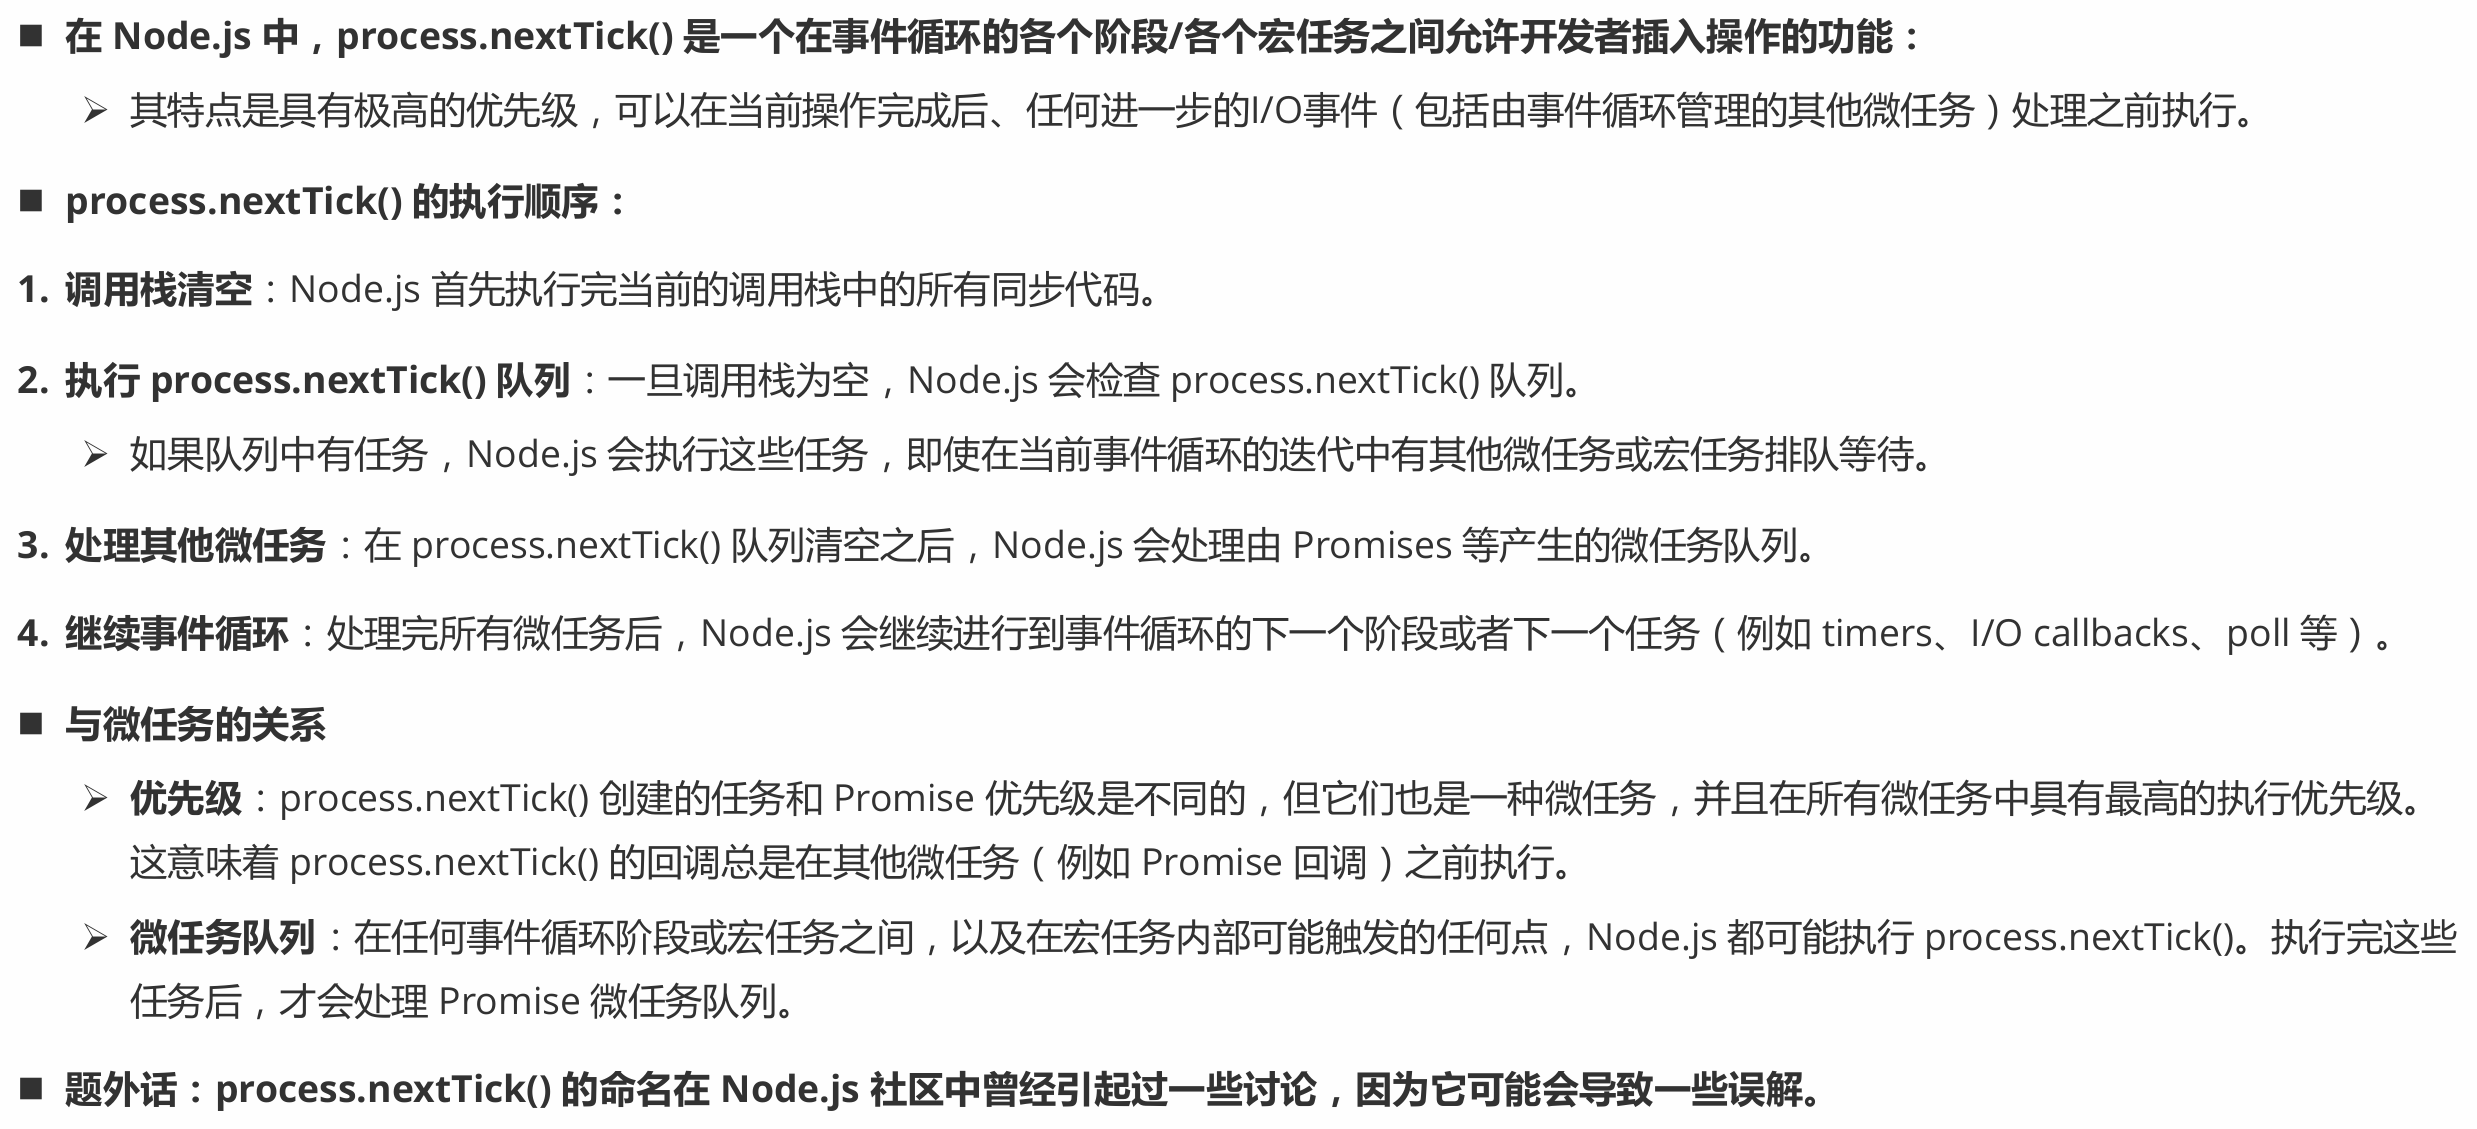 ■ 在 Node.js 中，process.nextTick() 是一个在事件循环的各个阶段/各个宏任务之间允许开发者插入操作的功能：
➢ 其特点是具有极高的优先级，可以在当前操作完成后、任何进一步的I/O事件（包括由事件循环管理的其他微任务）处理之前执行。
■ process.nextTick() 的执行顺序：
1. 调用栈清空：Node.js 首先执行完当前的调用栈中的所有同步代码。
2. 执行 process.nextTick() 队列：一旦调用栈为空，Node.js 会检查 process.nextTick() 队列。
➢ 如果队列中有任务，Node.js 会执行这些任务，即使在当前事件循环的迭代中有其他微任务或宏任务排队等待。
3. 处理其他微任务：在 process.nextTick() 队列清空之后，Node.js 会处理由 Promises 等产生的微任务队列。
4. 继续事件循环：处理完所有微任务后，Node.js 会继续进行到事件循环的下一个阶段或者下一个任务（例如 timers、I/O callbacks、poll 等）。
■ 与微任务的关系
➢ 优先级：process.nextTick() 创建的任务和 Promise 优先级是不同的，但它们也是一种微任务，并且在所有微任务中具有最高的执行优先级。
这意味着 process.nextTick() 的回调总是在其他微任务（例如 Promise 回调）之前执行。
➢ 微任务队列：在任何事件循环阶段或宏任务之间，以及在宏任务内部可能触发的任何点，Node.js 都可能执行 process.nextTick()。执行完这些
任务后，才会处理 Promise 微任务队列。
■ 题外话：process.nextTick() 的命名在 Node.js 社区中曾经引起过一些讨论，因为它可能会导致一些误解。